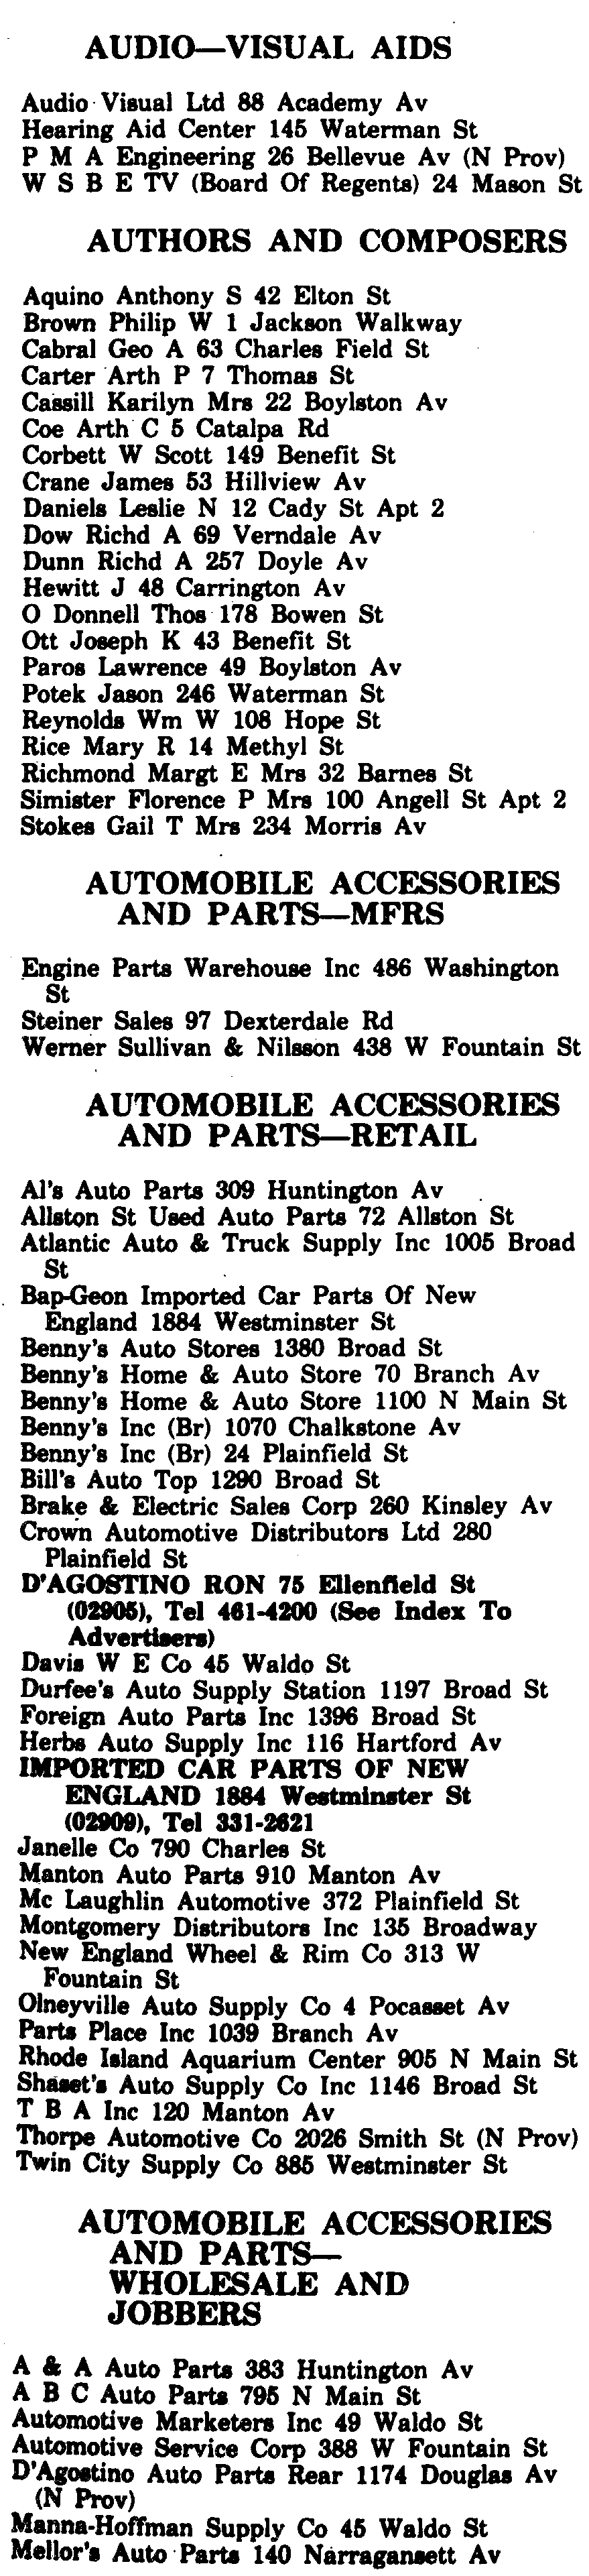 AUDIO—VISUAL AIDS
Audio Visual Ltd 88 Academy Av
Hearing Aid Center 145 Waterman St
P M A Engineering 26 Bellevue Av (N Prov)
W S B E TV (Board Of Regents) 24 Mason St
AUTHORS AND COMPOSERS
Aquino Anthony S 42 Elton St
Brown Philip W 1 Jackson Walkway
Cabral Geo A 63 Charles Field St
Carter Arth P 7 Thomas St
Cassill Karilyn Mrs 22 Boylston Av
Coe Arth C 5 Catalpa Rd
Corbett W Scott 149 Benefit St
Crane James 53 Hillview Av
Daniels Leslie N 12 Cady St Apt 2
Dow Richd A 69 Verndale Av
Dunn Richd A 257 Doyle Av
Hewitt J 48 Carrington Av
O Donnell Thos 178 Bowen St
Ott Joseph K 43 Benefit St
Paros Lawrence 49 Boylston Av
Potek Jason 246 Waterman St
Reynolds Wm W 108 Hope St
Rice Mary R 14 Methyl St
Richmond Margt E Mrs 32 Barnes St
Simister Florence P Mrs 100 Angell St Apt 2
Stokes Gail T Mrs 234 Morris Av
AUTOMOBILE ACCESSORIES
AND PARTS—MFRS
Engine Parts Warehouse Inc 486 Washington
St
Steiner Sales 97 Dexterdale Rd
Werner Sullivan & Nilsson 438 W Fountain St
AUTOMOBILE ACCESSORIES
AND PARTS—RETAIL
Al's Auto Parts 309 Huntington Av
Allston St Used Auto Parts 72 Allston St
Atlantic Auto & Truck Supply Inc 1005 Broad
St
Bap-Geon Imported Car Parts Of New
England 1884 Westminster St
Benny's Auto Stores 1380 Broad St
Benny's Home & Auto Store 70 Branch Av
Benny's Home & Auto Store 1100 N Main St
Benny's Inc (Br) 1070 Chalkstone Av
Benny's Inc (Br) 24 Plainfield St
Bill's Auto Top 1290 Broad St
Brake & Electric Sales Corp 260 Kinsley Av
Crown Automotive Distributors Ltd 280
Plainfield St
D'AGOSTINO RON 75 Ellenfield St
(02905), Tel 461-4200 (See Index To
Advertisers)
Davis W E Co 45 Waldo St
Durfee's Auto Supply Station 1197 Broad St
Foreign Auto Parts Inc 1396 Broad St
Herbs Auto Supply Inc 116 Hartford Av
IMPORTED CAR PARTS OF NEW
ENGLAND 1884 Westminster St
(02909), Tel 331-2621
Janelle Co 790 Charles St
Manton Auto Parts 910 Manton Av
Mc Laughlin Automotive 372 Plainfield St
Montgomery Distributors Inc 135 Broadway
New England Wheel & Rim Co 313 W
Fountain St
Olneyville Auto Supply Co 4 Pocasset Av
Parts Place Inc 1039 Branch Av
Rhode Island Aquarium Center 905 N Main St
Shaset's Auto Supply Co Inc 1146 Broad St
T B A Inc 120 Manton Av
Thorpe Automotive Co 2026 Smith St (N Prov)
Twin City Supply Co 885 Westminster St
AUTOMOBILE ACCESSORIES
AND PARTS—
WHOLESALE AND
JOBBERS
A & A Auto Parts 383 Huntington Av
A B C Auto Parts 795 N Main St
Automotive Marketers Inc 49 Waldo St
Automotive Service Corp 388 W Fountain St
D'Agostino Auto Parts Rear 1174 Douglas Av
(N Prov)
Manna-Hoffman Supply Co 45 Waldo St
Mellor's Auto Parts 140 Narragansett Av